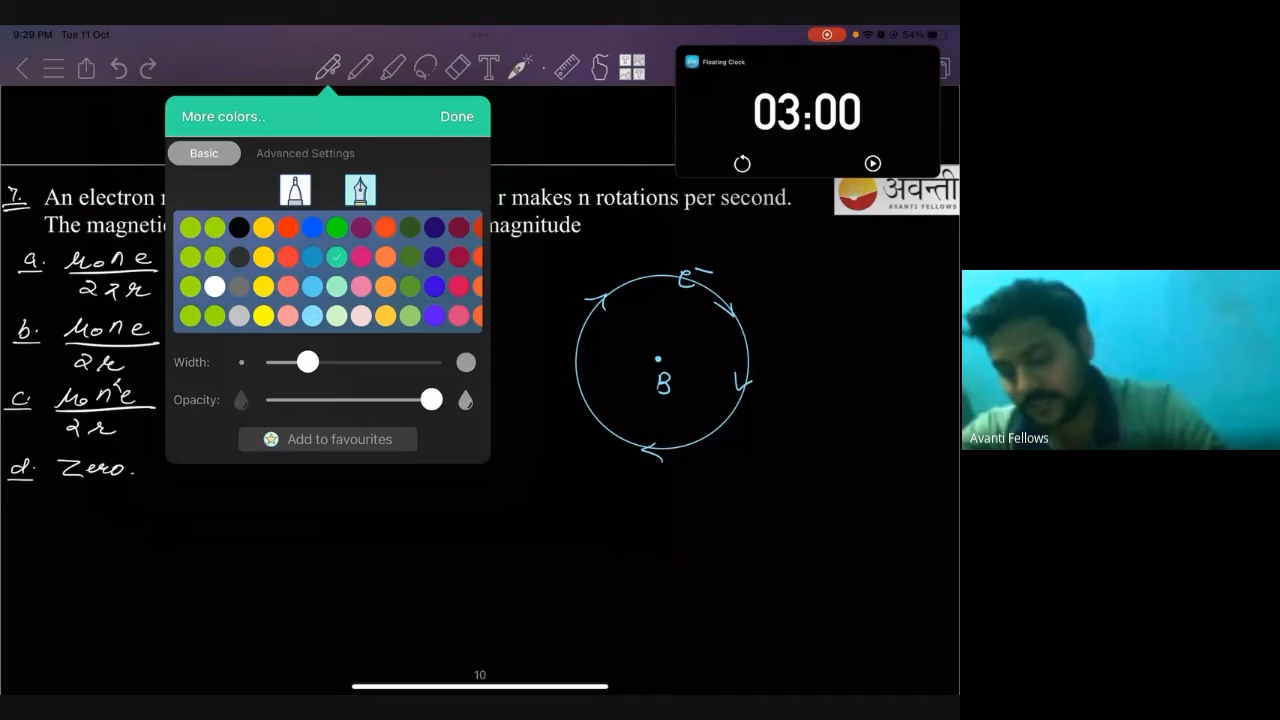 9:29 PM Tue 11 Oct
54%
Floating Clock
03:00
More colors..
Done
Basic
Advanced Settings
7. An electron r makes n rotations per second.
The magneti magnitude
अवन्ती
AVANTI FELLOWS
a. μ₀ne
2πr
b. μ₀ne
2r
c. μ₀n²e
2r
d. Zero.
e⁻
B
Width:
Opacity:
Add to favourites
10
Avanti Fellows